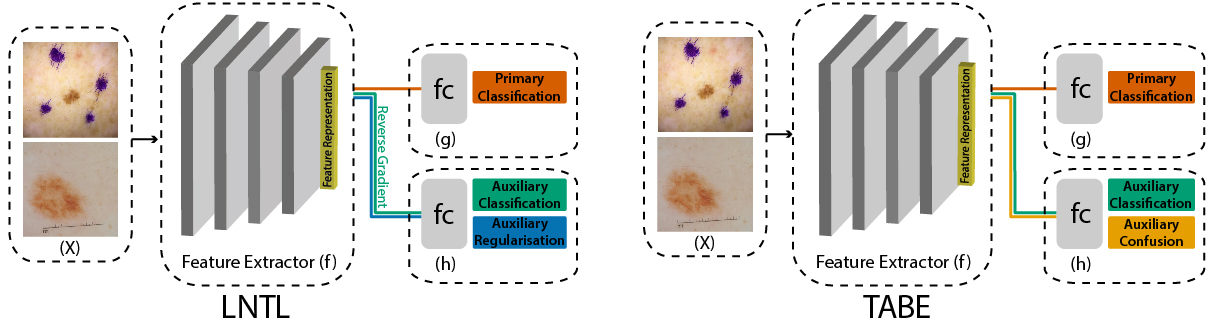 (X)
Feature Representation
Feature Extractor (f)
Reverse Gradient
fc
Primary
Classification
(g)
fc
Auxiliary
Classification
Auxiliary
Regularisation
(h)
LNTL
(X)
Feature Representation
Feature Extractor (f)
fc
Primary
Classification
(g)
fc
Auxiliary
Classification
Auxiliary
Confusion
(h)
TABE